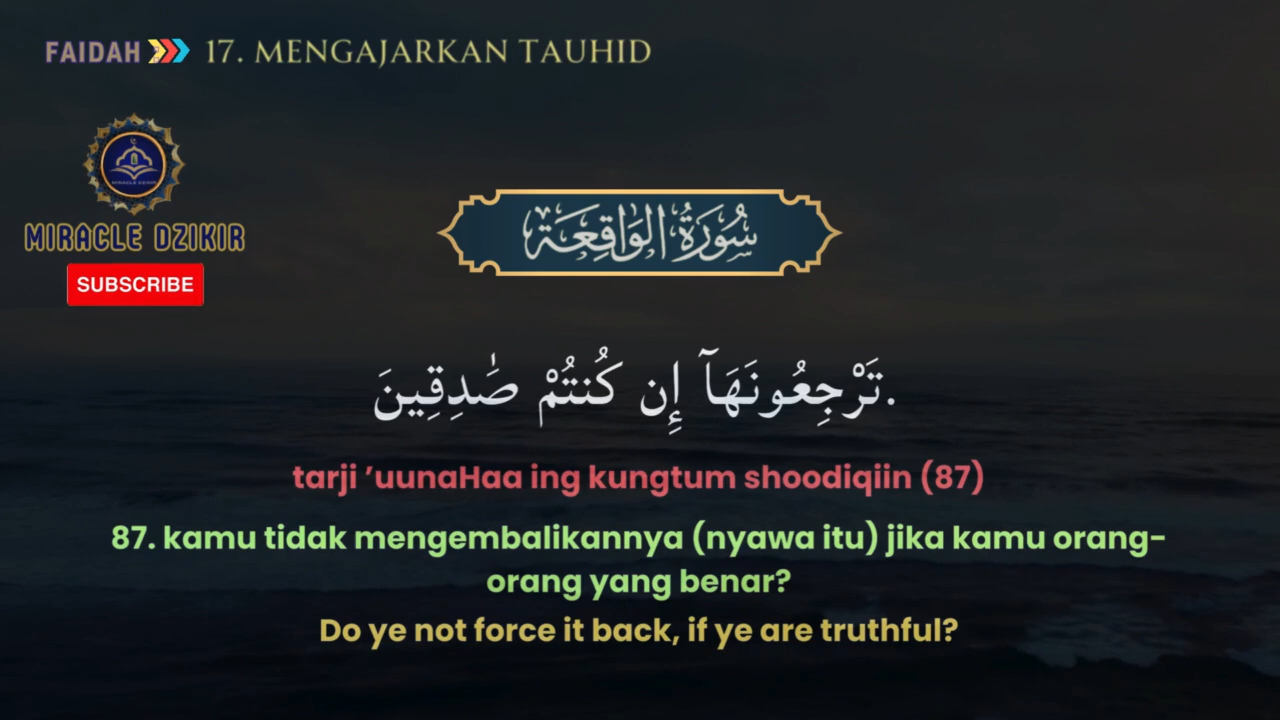 FAIDAH 17. MENGAJARKAN TAUHID
MIRACLE DZIKIR
MIRACLE DZIKIR
SUBSCRIBE
سُورَةُ الوَاقِعَة
تَرْجِعُونَهَآ إِن كُنتُمْ صَٰدِقِينَ.
tarji ’uunaHaa ing kungtum shoodiqiin (87)
87. kamu tidak mengembalikannya (nyawa itu) jika kamu orang-
orang yang benar?
Do ye not force it back, if ye are truthful?